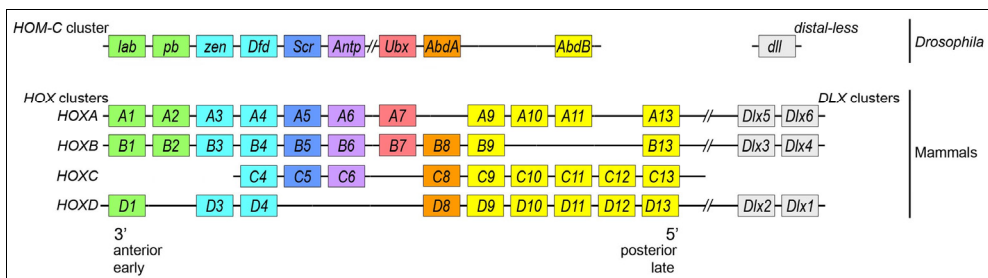 HOM-C cluster
distal-less
lab pb zen Dfd Scr Antp // Ubx AbdA AbdB dll
Drosophila
HOX clusters
DLX clusters
HOXA A1 A2 A3 A4 A5 A6 A7 A9 A10 A11 A13 // Dlx5 Dlx6
HOXB B1 B2 B3 B4 B5 B6 B7 B8 B9 B13 // Dlx3 Dlx4
Mammals
HOXC C4 C5 C6 C8 C9 C10 C11 C12 C13 //
HOXD D1 D3 D4 D8 D9 D10 D11 D12 D13 // Dlx2 Dlx1
3’ 5’
anterior posterior
early late